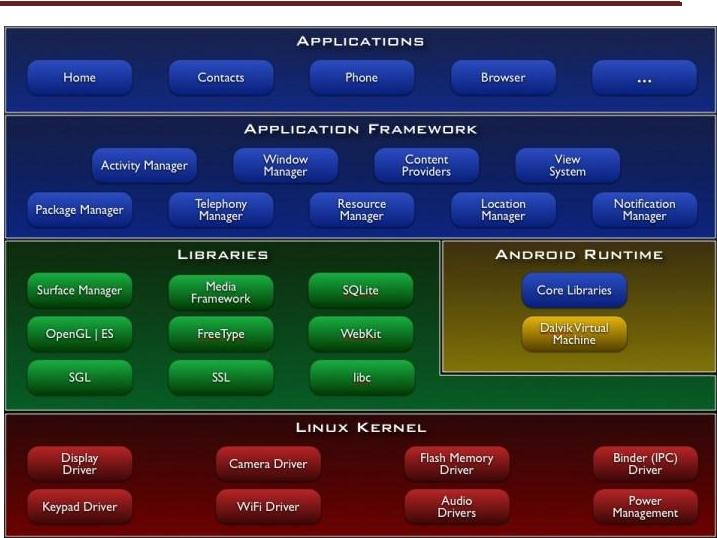 APPLICATIONS
Home
Contacts
Phone
Browser
...
APPLICATION FRAMEWORK
Activity Manager
Window
Manager
Content
Providers
View
System
Package Manager
Telephony
Manager
Resource
Manager
Location
Manager
Notification
Manager
LIBRARIES
Surface Manager
Media
Framework
SQLite
OpenGL | ES
FreeType
WebKit
SGL
SSL
libc
ANDROID RUNTIME
Core Libraries
Dalvik Virtual
Machine
LINUX KERNEL
Display
Driver
Camera Driver
Flash Memory
Driver
Binder (IPC)
Driver
Keypad Driver
WiFi Driver
Audio
Drivers
Power
Management